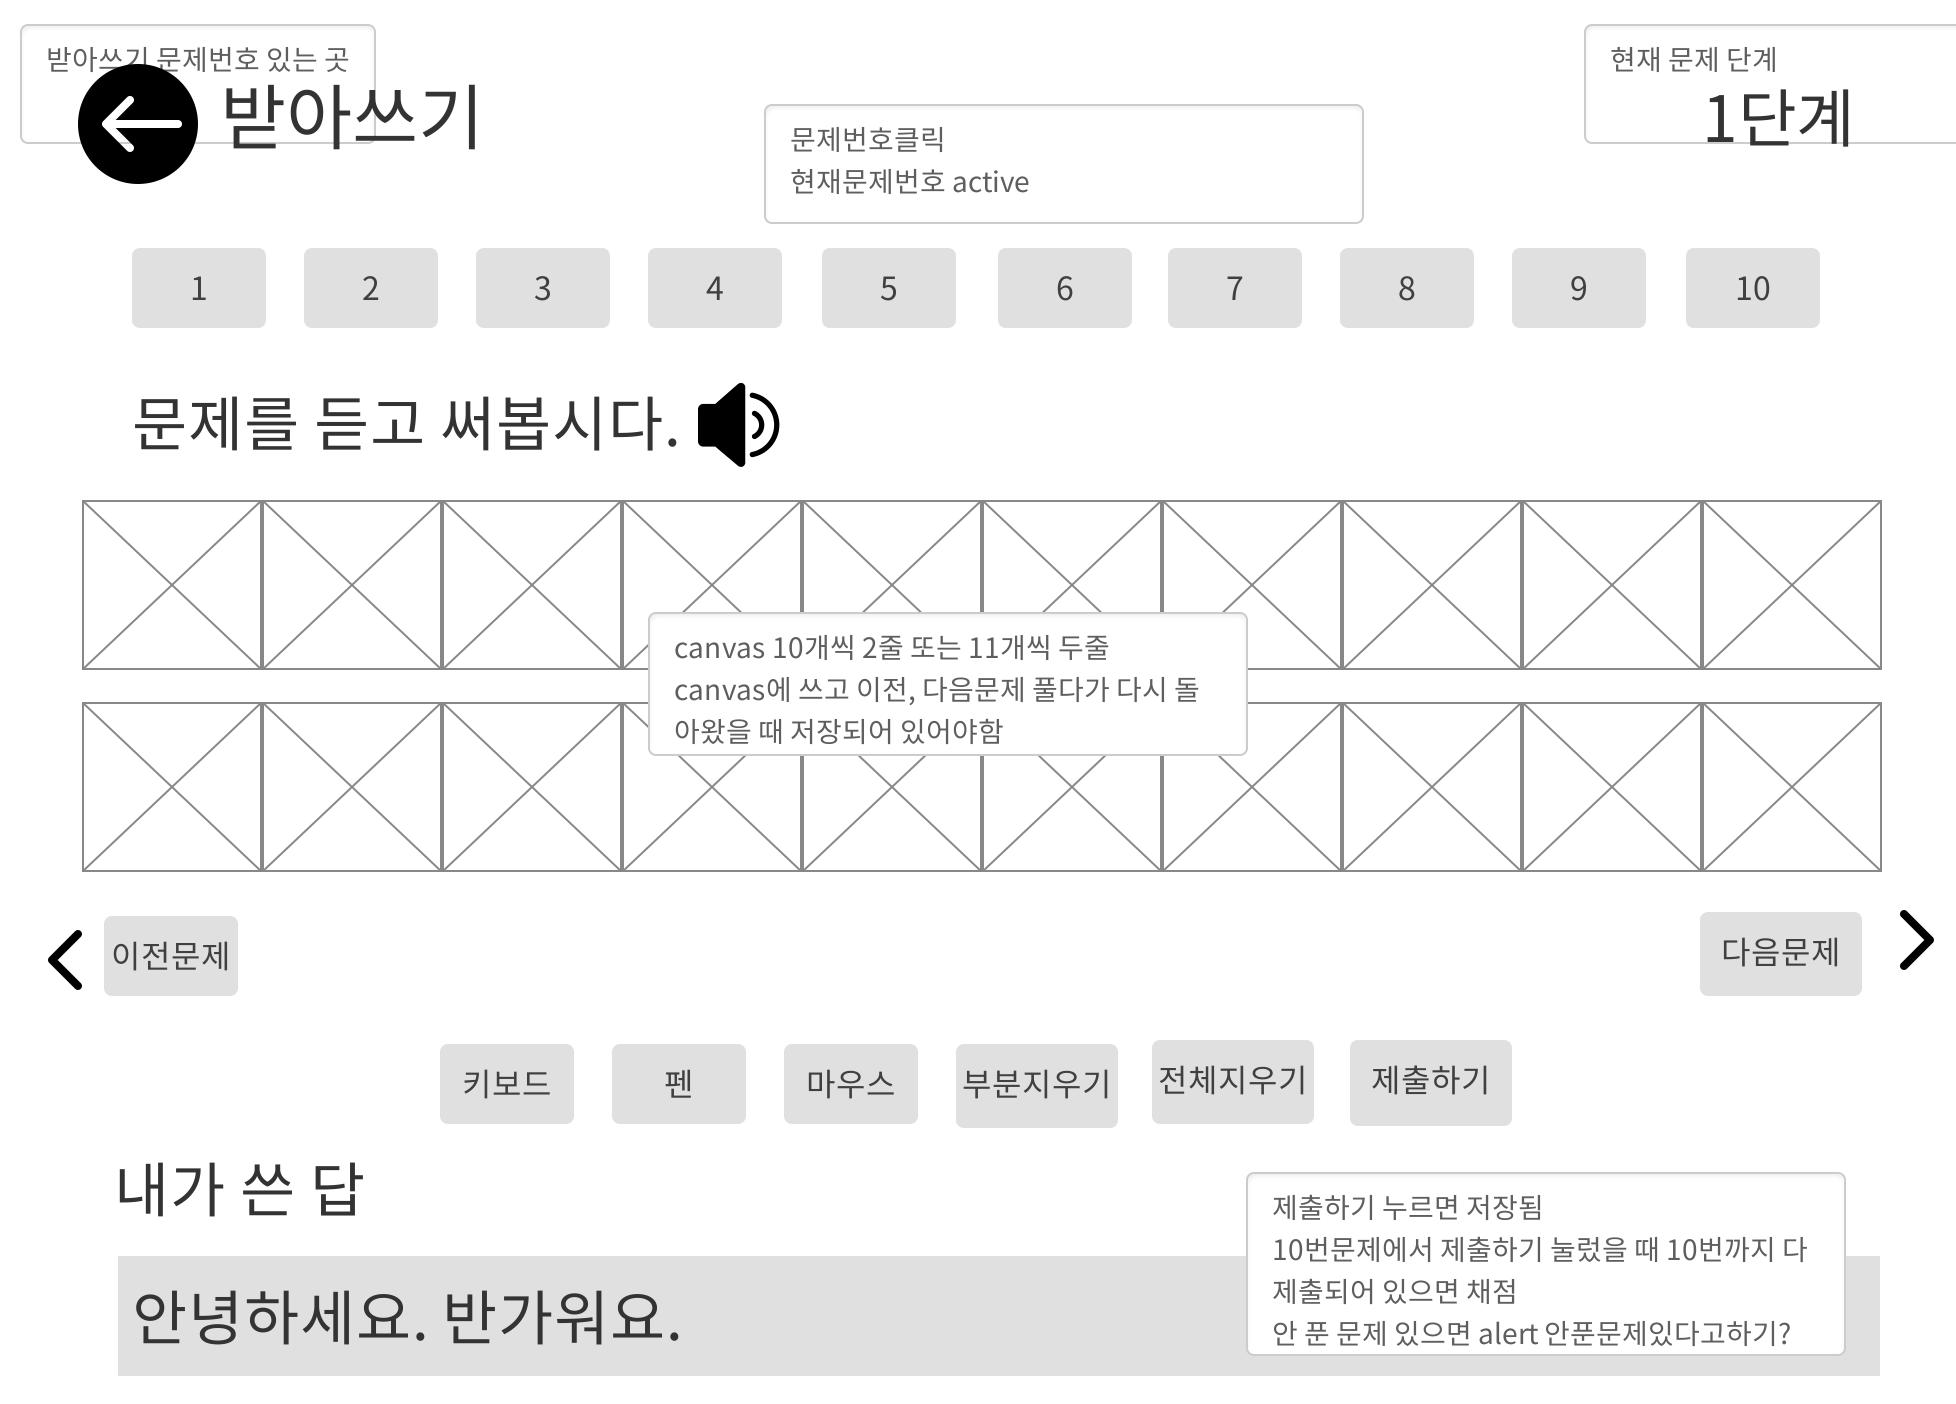 받아쓰기 문제번호 있는 곳
현재 문제 단계
받아쓰기
1단계
문제번호클릭
현재문제번호 active
1 2 3 4 5 6 7 8 9 10
문제를 듣고 써봅시다.
canvas 10개씩 2줄 또는 11개씩 두줄
canvas에 쓰고 이전, 다음문제 풀다가 다시 돌
아왔을 때 저장되어 있어야함
이전문제
다음문제
키보드 펜 마우스 부분지우기 전체지우기 제출하기
내가 쓴 답
안녕하세요. 반가워요.
제출하기 누르면 저장됨
10번문제에서 제출하기 눌렀을 때 10번까지 다
제출되어 있으면 채점
안 푼 문제 있으면 alert 안푼문제있다고하기?